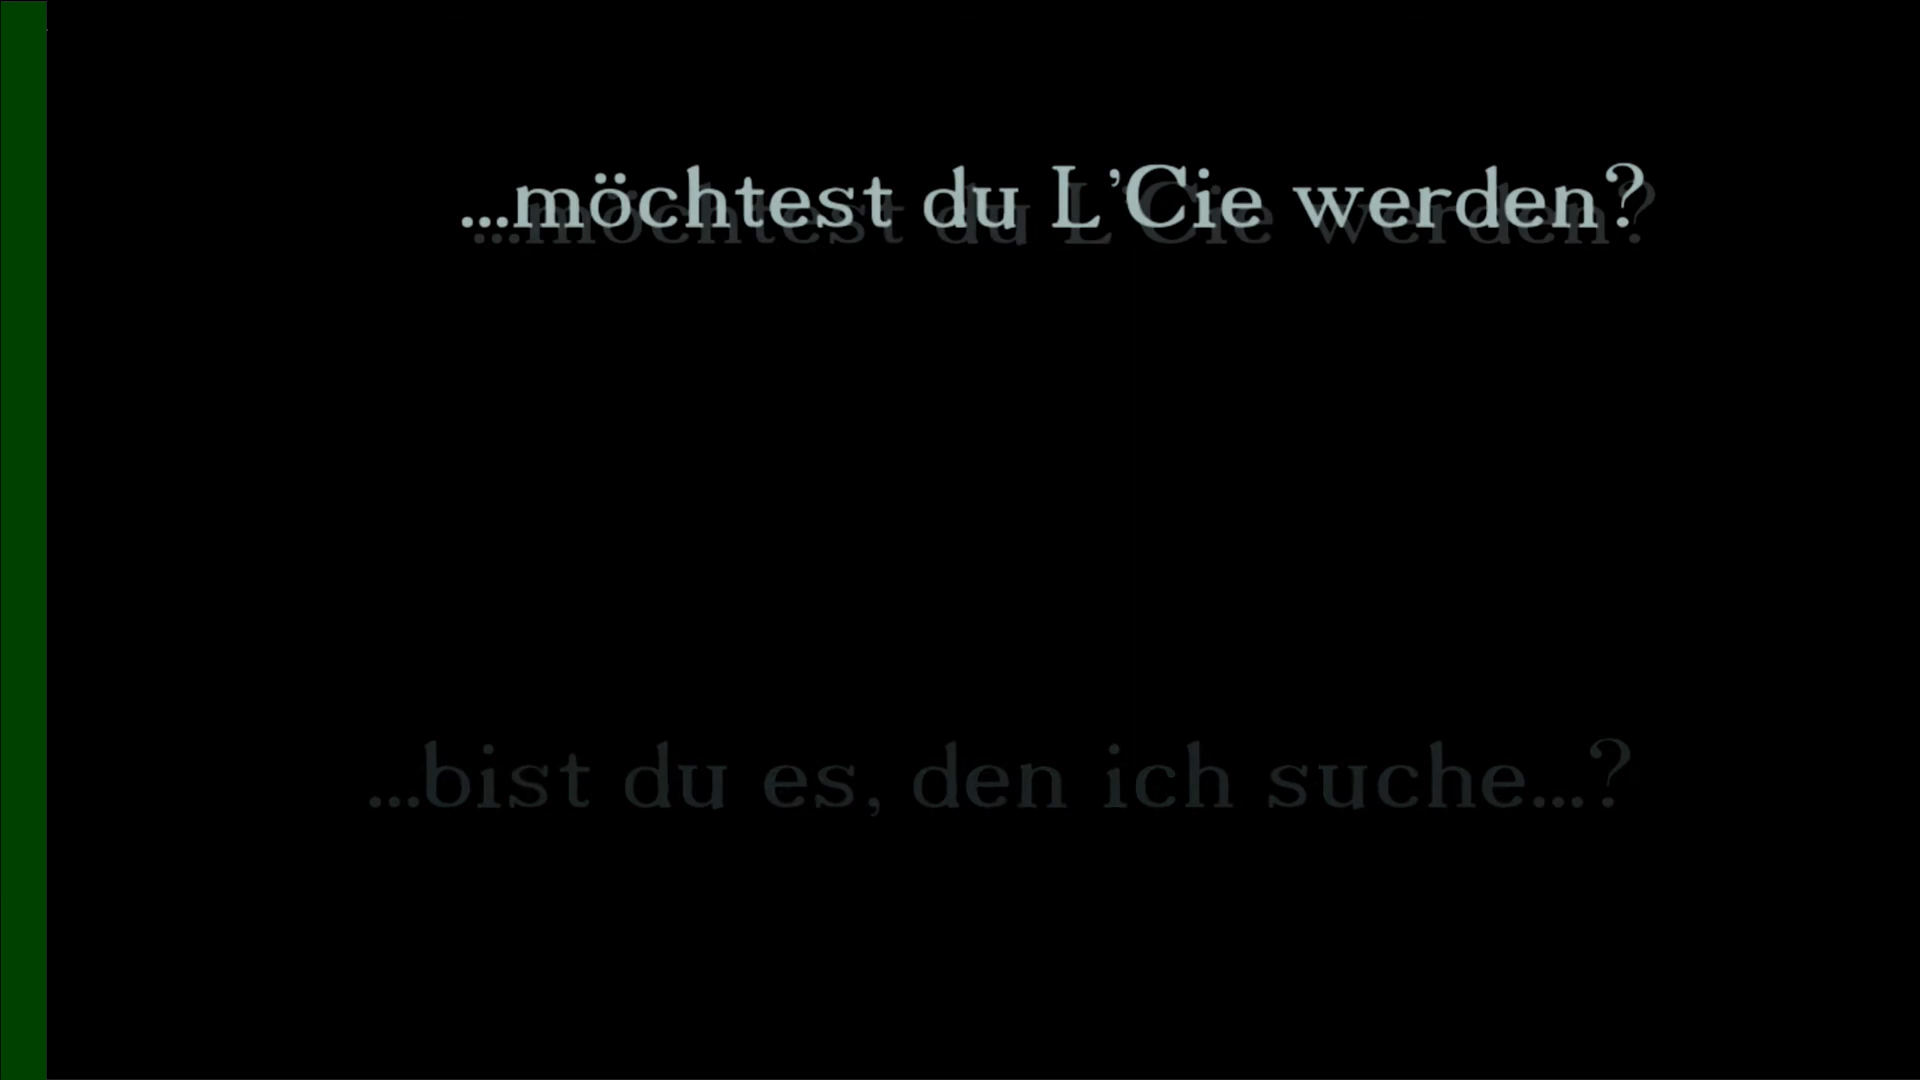 ...möchtest du L'Cie werden?
...bist du es, den ich suche...?